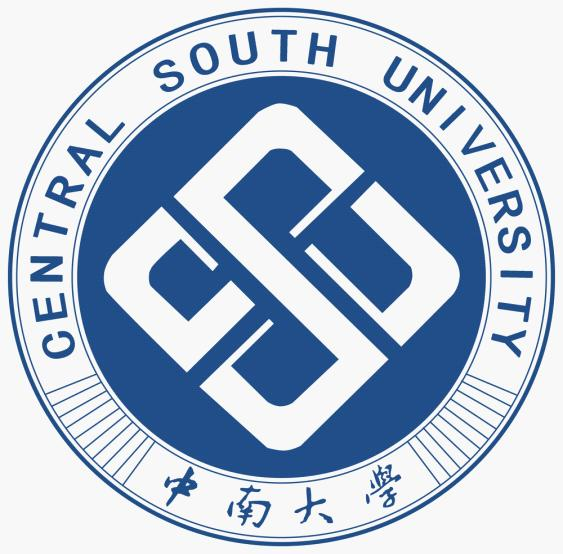 CENTRAL SOUTH UNIVERSITY
中南大學